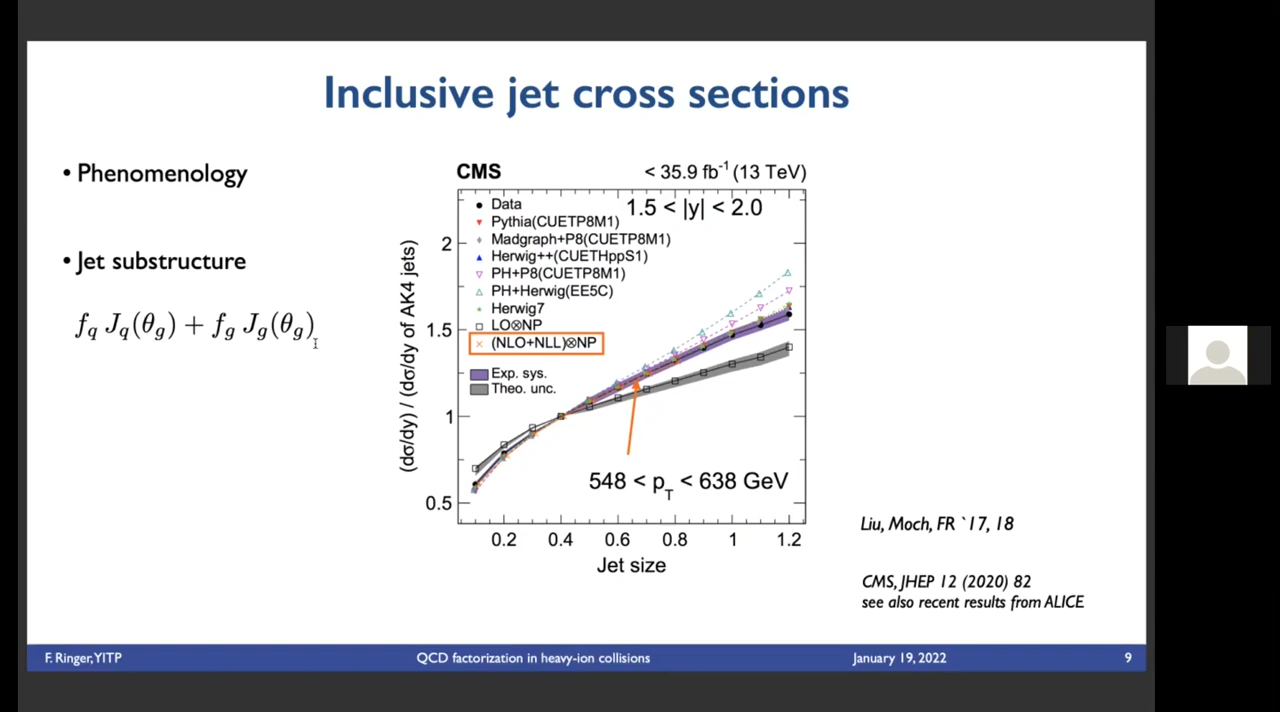 Inclusive jet cross sections
• Phenomenology
• Jet substructure
f_q J_q(θ_g) + f_g J_g(θ_g)
CMS < 35.9 fb⁻¹ (13 TeV)
1.5 < |y| < 2.0
Data
Pythia(CUETP8M1)
Madgraph+P8(CUETP8M1)
Herwig++(CUETHppS1)
PH+P8(CUETP8M1)
PH+Herwig(EE5C)
Herwig7
LO⊗NP
(NLO+NLL)⊗NP
Exp. sys.
Theo. unc.
548 < p_T < 638 GeV
(dσ/dy) / (dσ/dy of AK4 jets)
2
1.5
1
0.5
0.2 0.4 0.6 0.8 1 1.2
Jet size
Liu, Moch, FR `17, 18
CMS, JHEP 12 (2020) 82
see also recent results from ALICE
F. Ringer, YITP QCD factorization in heavy-ion collisions January 19, 2022 9